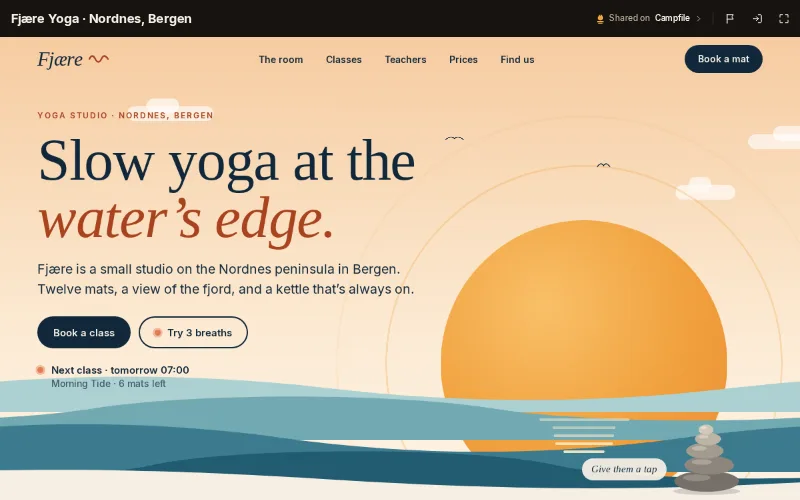 Fjære Yoga · Nordnes, Bergen
Shared on Campfile
Fjære
The room
Classes
Teachers
Prices
Find us
Book a mat
YOGA STUDIO · NORDNES, BERGEN
Slow yoga at the
water’s edge.
Fjære is a small studio on the Nordnes peninsula in Bergen.
Twelve mats, a view of the fjord, and a kettle that’s always on.
Book a class
Try 3 breaths
Next class · tomorrow 07:00
Morning Tide · 6 mats left
Give them a tap